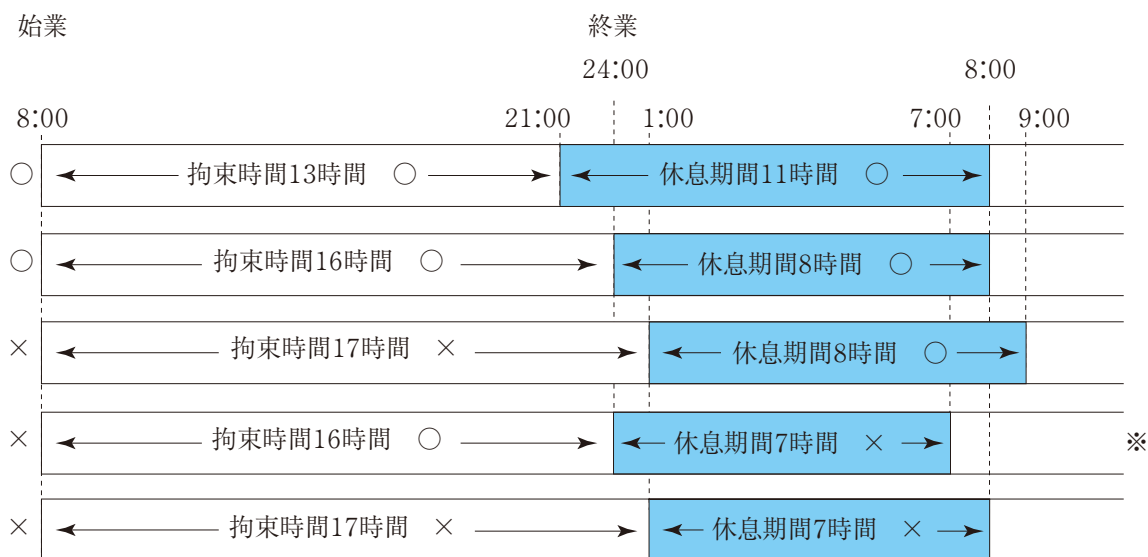 始業 終業
24:00 8:00
8:00 21:00 1:00 7:00 9:00
○ 拘束時間13時間 ○ 休息期間11時間 ○
○ 拘束時間16時間 ○ 休息期間8時間 ○
× 拘束時間17時間 × 休息期間8時間 ○
× 拘束時間16時間 ○ 休息期間7時間 × ※
× 拘束時間17時間 × 休息期間7時間 ×